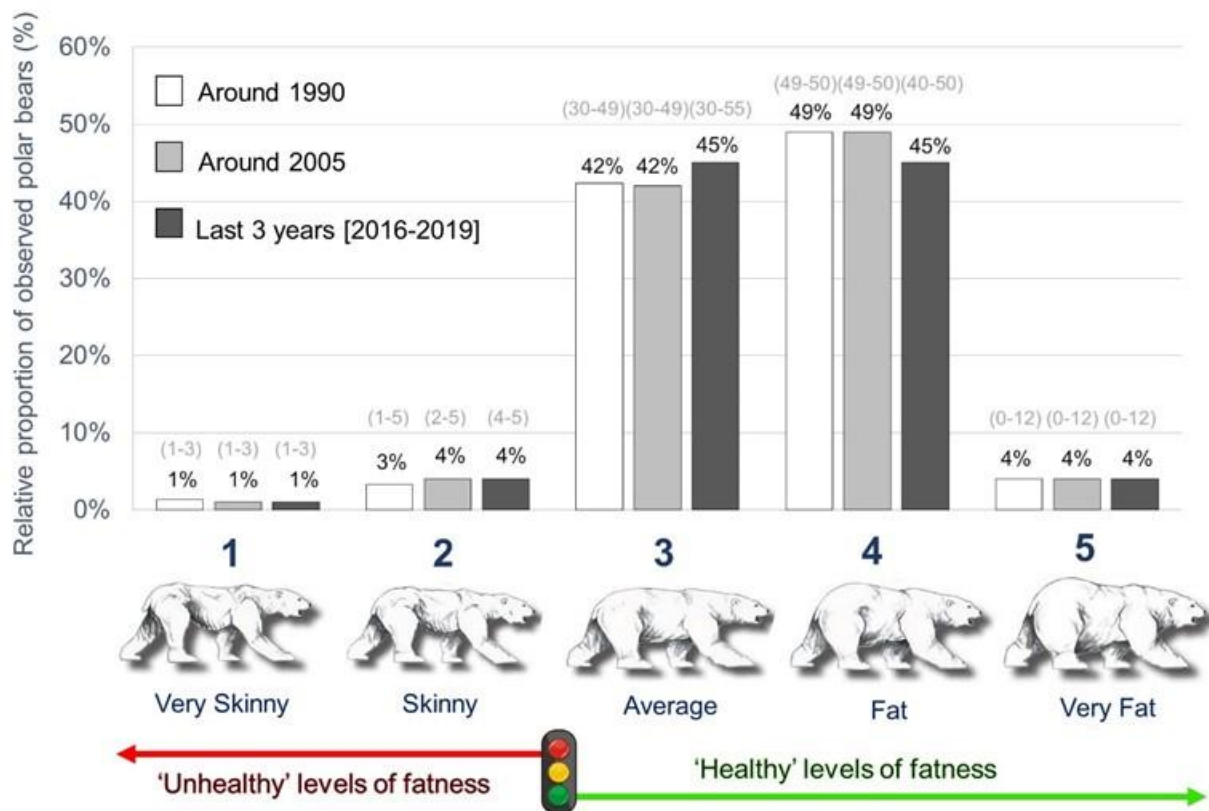 Relative proportion of observed polar bears (%)
60%
50%
40%
30%
20%
10%
0%
Around 1990
Around 2005
Last 3 years [2016-2019]
(1-3) (1-3) (1-3)
1% 1% 1%
(1-5) (2-5) (4-5)
3% 4% 4%
(30-49)(30-49)(30-55)
42% 42% 45%
(49-50)(49-50)(40-50)
49% 49% 45%
(0-12) (0-12) (0-12)
4% 4% 4%
1 2 3 4 5
Very Skinny Skinny Average Fat Very Fat
'Unhealthy' levels of fatness
'Healthy' levels of fatness